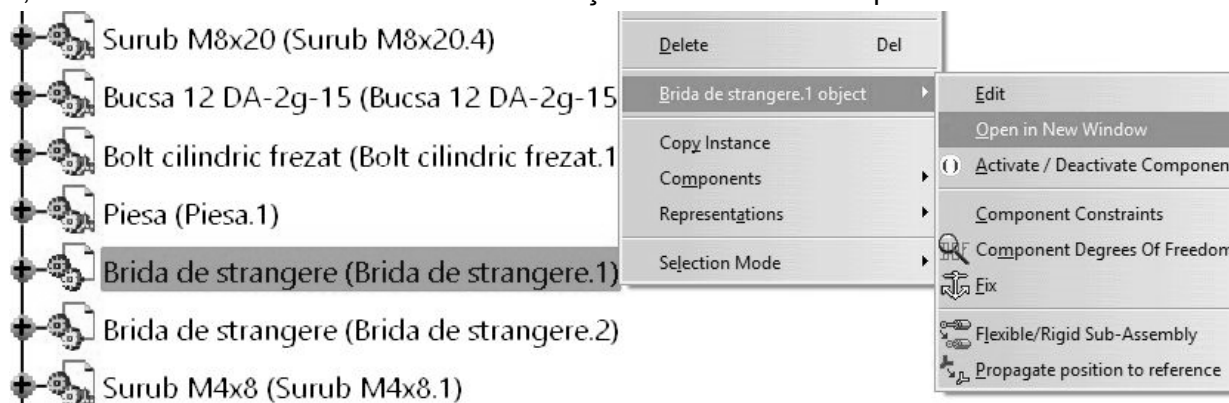 Surub M8x20 (Surub M8x20.4)
Bucsa 12 DA-2g-15 (Bucsa 12 DA-2g-15
Bolt cilindric frezat (Bolt cilindric frezat.1
Piesa (Piesa.1)
Brida de strangere (Brida de strangere.1)
Brida de strangere (Brida de strangere.2)
Surub M4x8 (Surub M4x8.1)
Delete Del
Brida de strangere.1 object
Copy Instance
Components
Representations
Selection Mode
Edit
Open in New Window
Activate / Deactivate Componen
Component Constraints
Component Degrees Of Freedom
Fix
Flexible/Rigid Sub-Assembly
Propagate position to reference